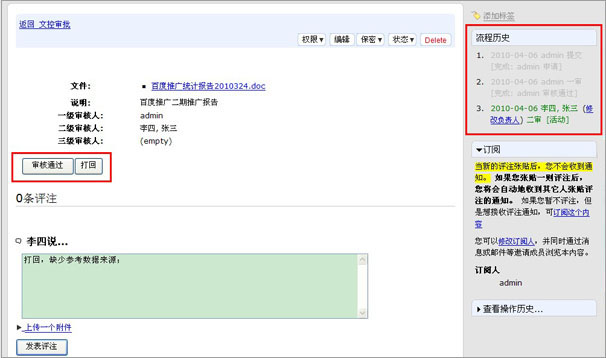 返回 文控审批
权限▼ 编辑 保密▼ 状态▼ Delete
文件: ▪ 百度推广统计报告2010324.doc
说明: 百度推广二期推广报告
一级审核人: admin
二级审核人: 李四, 张三
三级审核人: (empty)
审核通过 打回
0条评注
李四说...
打回，缺少参考数据来源；
▶上传一个附件
发表评注
添加标签
流程历史
1. 2010-04-06 admin 提交
[完成: admin 申请]
2. 2010-04-06 admin 一审
[完成: admin 审核通过]
3. 2010-04-06 李四, 张三 (修
改负责人) 二审 [活动]
▼订阅
当新的评注张贴后，您不会收到通
知。 如果您张贴一则评注后，
您将会自动地收到其它人张贴评
注的通知。 如果您暂不评注，但
是想接收评注通知，可订阅这个内
容
您可以修改订阅人，并同时通过消
息或邮件等邀请成员浏览本内容。
订阅人
admin
▶查看操作历史...